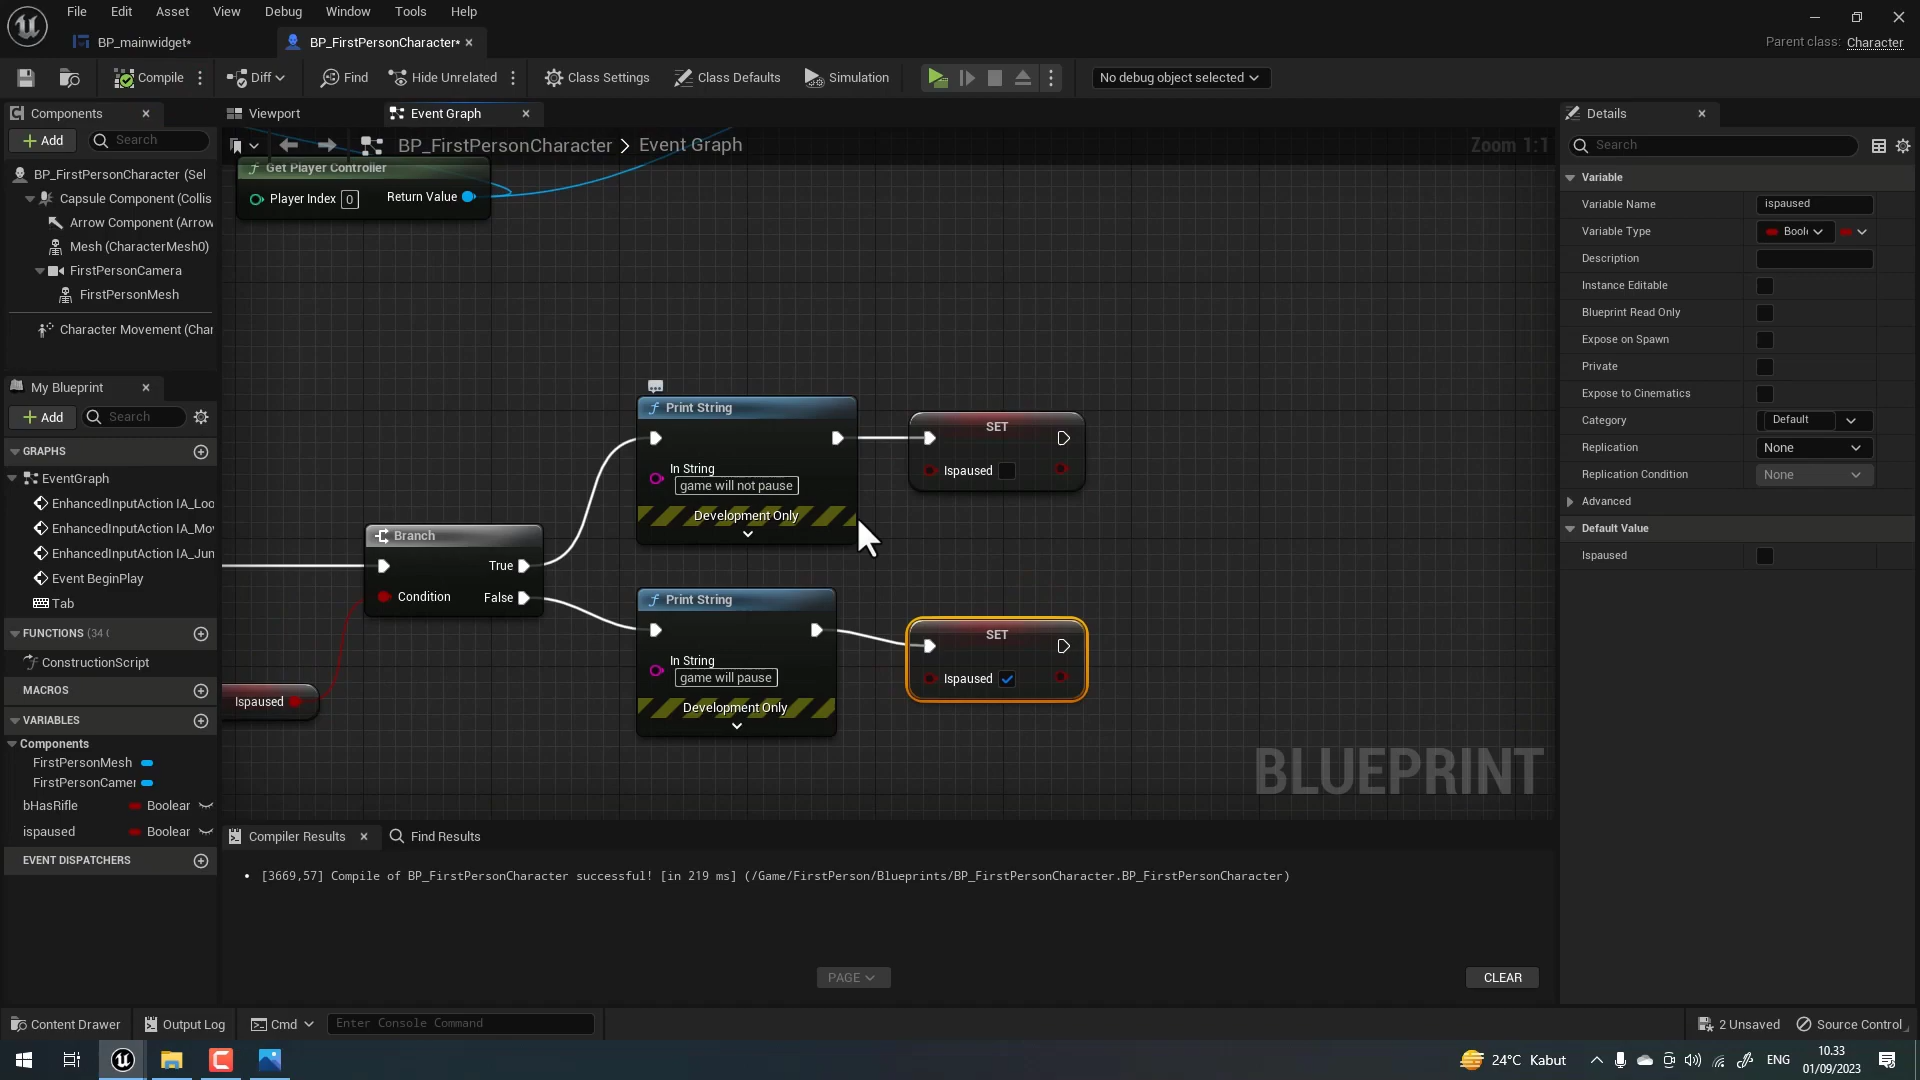 File Edit Asset View Debug Window Tools Help
BP_mainwidget*
BP_FirstPersonCharacter*
Parent class: Character
Compile
Diff
Find
Hide Unrelated
Class Settings
Class Defaults
Simulation
No debug object selected
Components
Viewport
Event Graph
Details
Add
Search
BP_FirstPersonCharacter > Event Graph
Zoom 1:1
Search
BP_FirstPersonCharacter (Sel
Capsule Component (Collis
Arrow Component (Arrow
Mesh (CharacterMesh0)
FirstPersonCamera
FirstPersonMesh
Character Movement (Char
Get Player Controller
Player Index 0
Return Value
My Blueprint
Add
Search
GRAPHS
EventGraph
EnhancedInputAction IA_Loo
EnhancedInputAction IA_Mov
EnhancedInputAction IA_Jum
Event BeginPlay
Tab
FUNCTIONS (34
ConstructionScript
MACROS
VARIABLES
Components
FirstPersonMesh
FirstPersonCamer
bHasRifle Boolear
ispaused Boolear
EVENT DISPATCHERS
Print String
In String
game will not pause
Development Only
SET
Ispaused
Branch
True
Condition False
Ispaused
Print String
In String
game will pause
Development Only
SET
Ispaused
BLUEPRINT
Variable
Variable Name ispaused
Variable Type Bool
Description
Instance Editable
Blueprint Read Only
Expose on Spawn
Private
Expose to Cinematics
Category Default
Replication None
Replication Condition None
Advanced
Default Value
Ispaused
Compiler Results
Find Results
[3669,57] Compile of BP_FirstPersonCharacter successful! [in 219 ms] (/Game/FirstPerson/Blueprints/BP_FirstPersonCharacter.BP_FirstPersonCharacter)
PAGE
CLEAR
Content Drawer
Output Log
Cmd
Enter Console Command
2 Unsaved
Source Control
24°C Kabut
ENG
10.33
01/09/2023